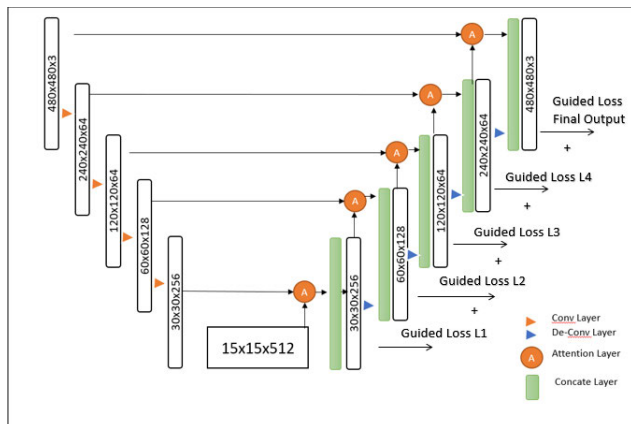 480x480x3
240x240x64
120x120x64
60x60x128
30x30x256
15x15x512
A
A
A
A
A
30x30x256
60x60x128
120x120x64
240x240x64
480x480x3
Guided Loss
Final Output
+
Guided Loss L4
+
Guided Loss L3
+
Guided Loss L2
+
Guided Loss L1
Conv Layer
De-Conv Layer
A Attention Layer
Concate Layer